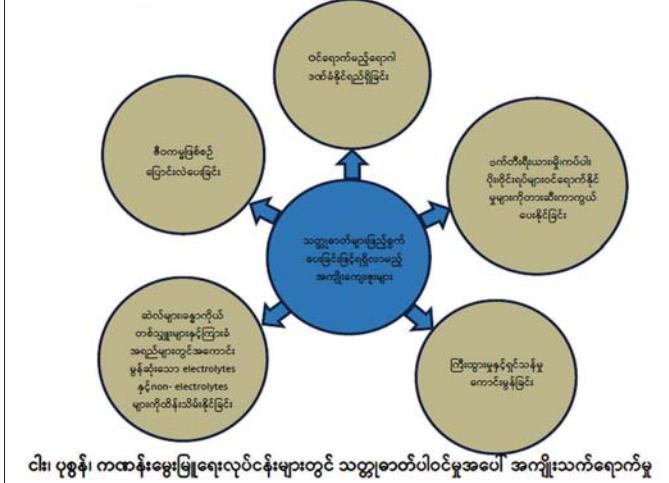 ဝင်ရောက်မည့်ရောဂါ
ဒဏ်ခံနိုင်ရည်ရှိခြင်း
ဇီဝကမ္မဖြစ်စဉ်
ပြောင်းလဲပေးခြင်း
ဗက်တီးရီးယား၊မှို၊ကပ်ပါး
ပိုး၊ဗိုင်းရပ်များဝင်ရောက်နိုင်
မှုများကိုတားဆီးကာကွယ်
ပေးနိုင်ခြင်း
သတ္တုဓာတ်များဖြည့်စွက်
ပေးခြင်းဖြင့်ရရှိလာမည့်
အကျိုးကျေးဇူးများ
ဆဲလ်များ၊ခန္ဓာကိုယ်
တစ်သျှူးများနှင့်ကြားခံ
အရည်များတွင်အကောင်း
မွန်ဆုံးသော electrolytes
နှင့်non- electrolytes
များကိုထိန်းသိမ်းနိုင်ခြင်း
ကြီးထွားမှုနှင့်ရှင်သန်မှု
ကောင်းမွန်ခြင်း
ငါး၊ ပုစွန်၊ ကဏန်းမွေးမြူရေးလုပ်ငန်းများတွင် သတ္တုဓာတ်ပါဝင်မှုအပေါ် အကျိုးသက်ရောက်မှု